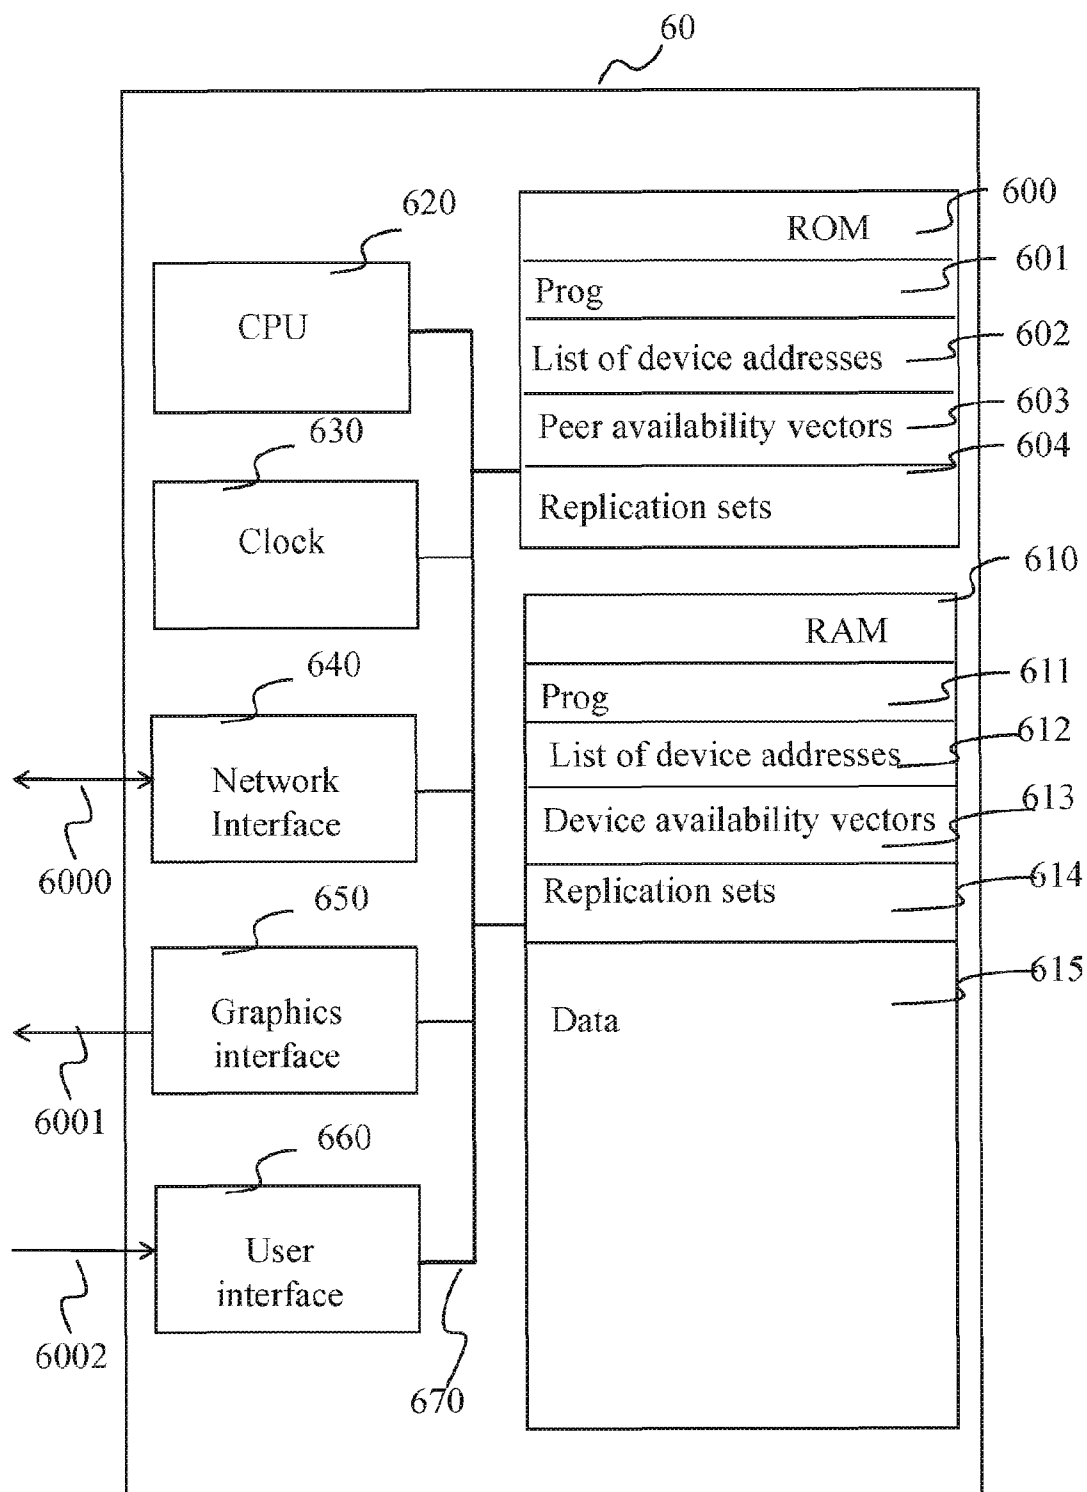 60
620
CPU
630
Clock
640
Network
Interface
6000
650
Graphics
interface
6001
660
User
interface
6002
670
600
ROM
601
Prog
602
List of device addresses
603
Peer availability vectors
604
Replication sets
610
RAM
611
Prog
612
List of device addresses
613
Device availability vectors
614
Replication sets
615
Data